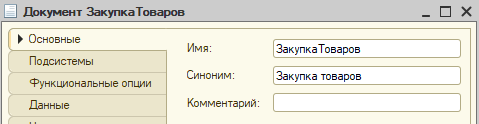 Документ ЗакупкаТоваров
Основные
Имя: ЗакупкаТоваров
Подсистемы
Синоним: Закупка товаров
Функциональные опции
Комментарий:
Данные